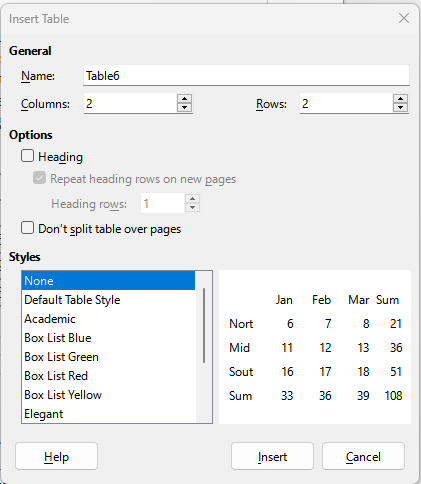 Insert Table
General
Name: Table6
Columns: 2 Rows: 2
Options
Heading
Repeat heading rows on new pages
Heading rows: 1
Don't split table over pages
Styles
None
Default Table Style
Academic
Box List Blue
Box List Green
Box List Red
Box List Yellow
Elegant
Jan Feb Mar Sum
Nort 6 7 8 21
Mid 11 12 13 36
Sout 16 17 18 51
Sum 33 36 39 108
Help Insert Cancel